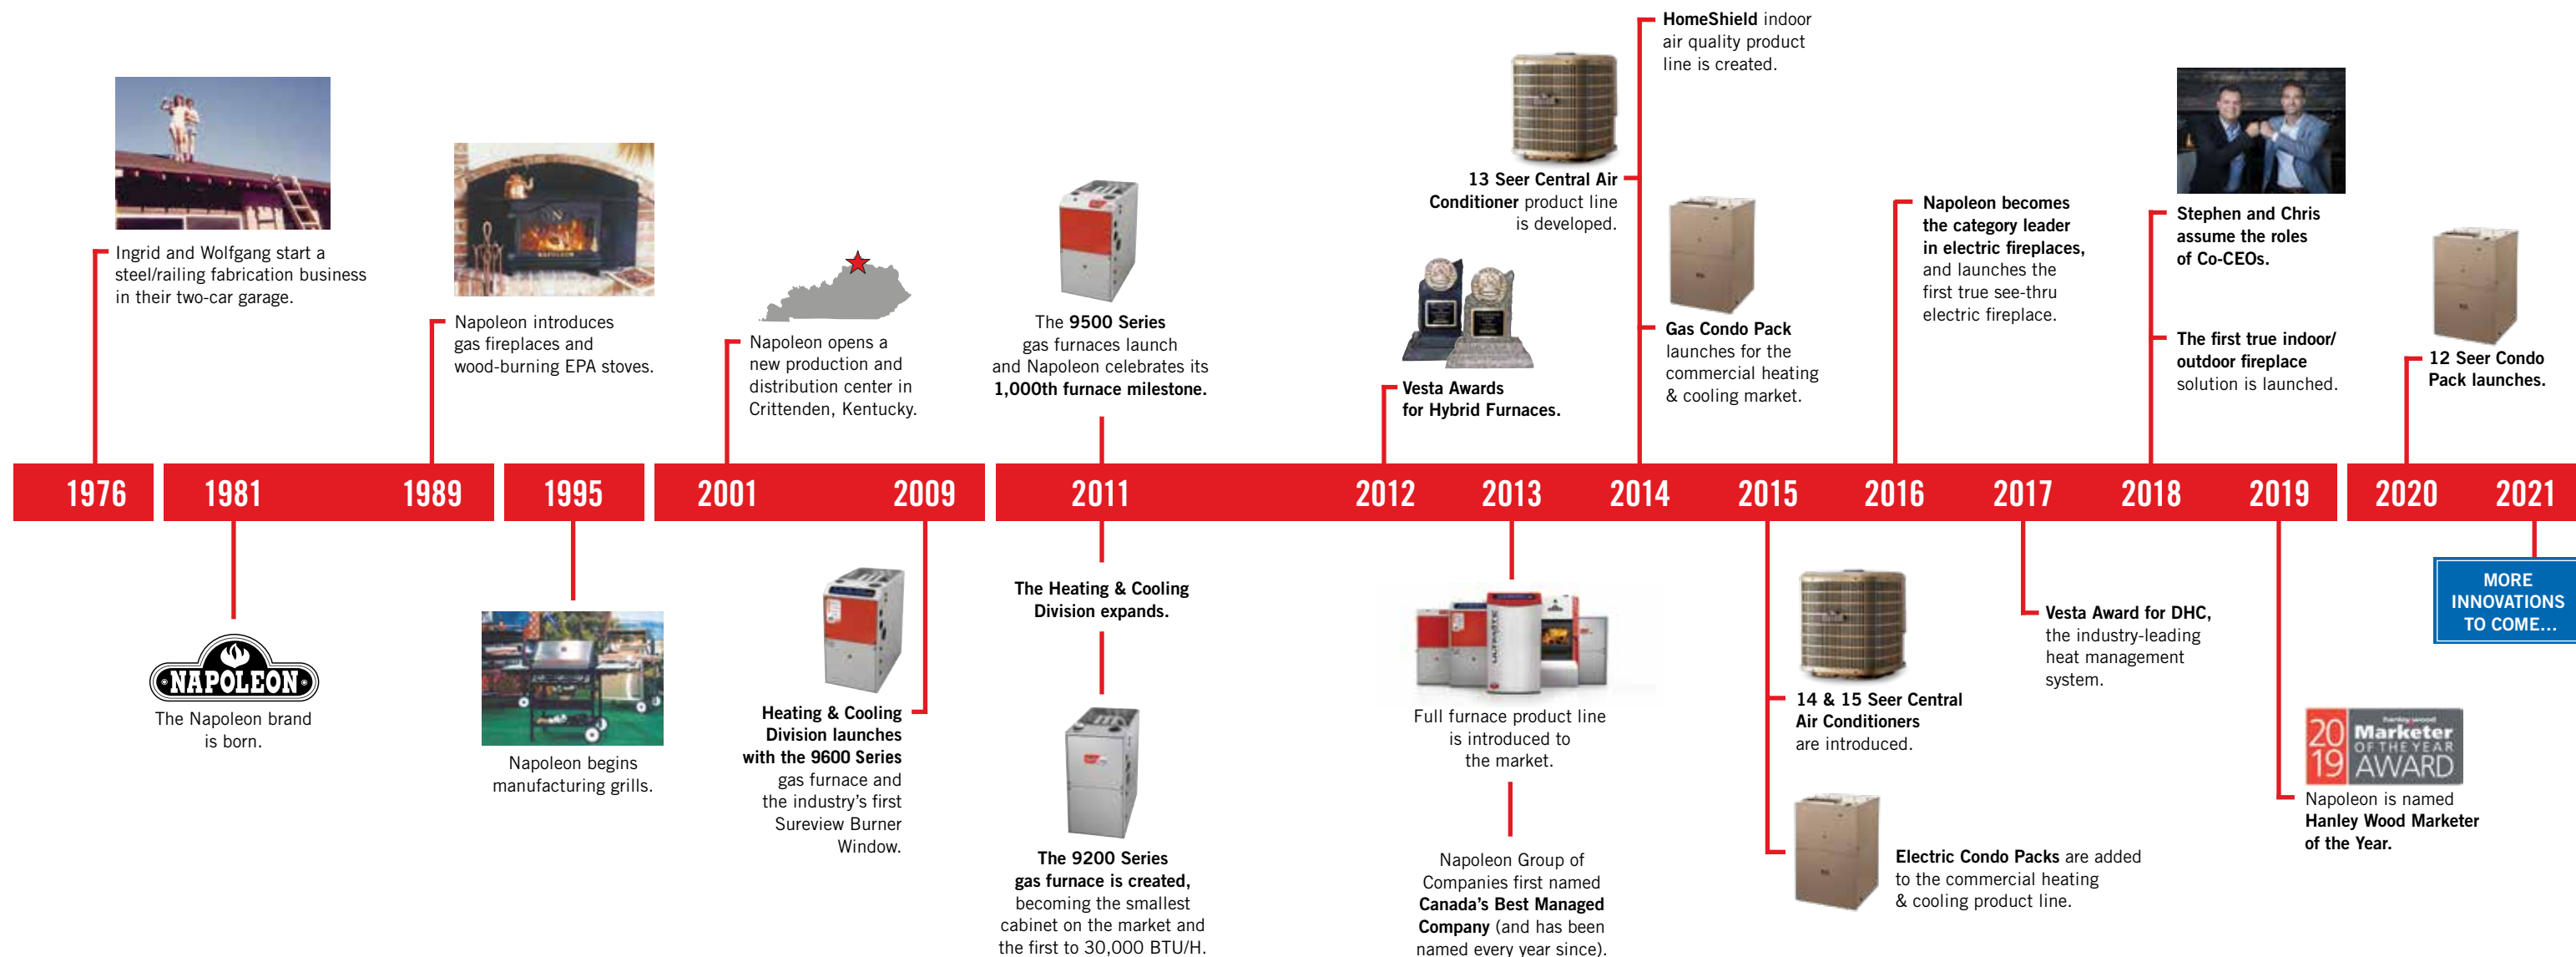 HomeShield indoor
air quality product
line is created.
13 Seer Central Air
Conditioner product line
is developed.
Ingrid and Wolfgang start a
steel/railing fabrication business
in their two-car garage.
NAPOLEON
Napoleon introduces
gas fireplaces and
wood-burning EPA stoves.
Napoleon opens a
new production and
distribution center in
Crittenden, Kentucky.
The 9500 Series
gas furnaces launch
and Napoleon celebrates its
1,000th furnace milestone.
Vesta Awards
for Hybrid Furnaces.
Gas Condo Pack
launches for the
commercial heating
& cooling market.
Napoleon becomes
the category leader
in electric fireplaces,
and launches the
first true see-thru
electric fireplace.
Stephen and Chris
assume the roles
of Co-CEOs.
The first true indoor/
outdoor fireplace
solution is launched.
12 Seer Condo
Pack launches.
1976
1981
1989
1995
2001
2009
2011
2012
2013
2014
2015
2016
2017
2018
2019
2020
2021
NAPOLEON
The Napoleon brand
is born.
Napoleon begins
manufacturing grills.
Heating & Cooling
Division launches
with the 9600 Series
gas furnace and
the industry's first
Sureview Burner
Window.
The Heating & Cooling
Division expands.
The 9200 Series
gas furnace is created,
becoming the smallest
cabinet on the market and
the first to 30,000 BTU/H.
ULTIMATE
Full furnace product line
is introduced to
the market.
Napoleon Group of
Companies first named
Canada's Best Managed
Company (and has been
named every year since).
14 & 15 Seer Central
Air Conditioners
are introduced.
Electric Condo Packs are added
to the commercial heating
& cooling product line.
Vesta Award for DHC,
the industry-leading
heat management
system.
2019
hanleywood
Marketer
OF THE YEAR
AWARD
Napoleon is named
Hanley Wood Marketer
of the Year.
MORE
INNOVATIONS
TO COME...